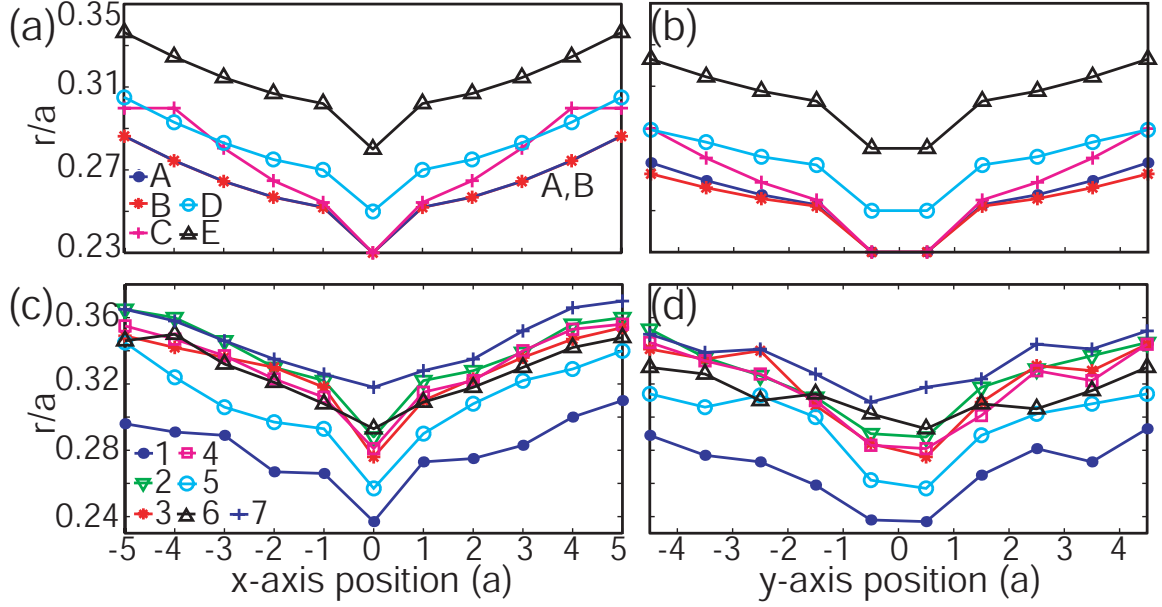 (a)
(b)
0.35
0.31
0.27
0.23
r/a
A
B
C
D
E
A,B
(c)
(d)
0.36
0.32
0.28
0.24
r/a
1
2
3
4
5
6
7
-5 -4 -3 -2 -1 0 1 2 3 4 5
-4 -3 -2 -1 0 1 2 3 4
x-axis position (a)
y-axis position (a)